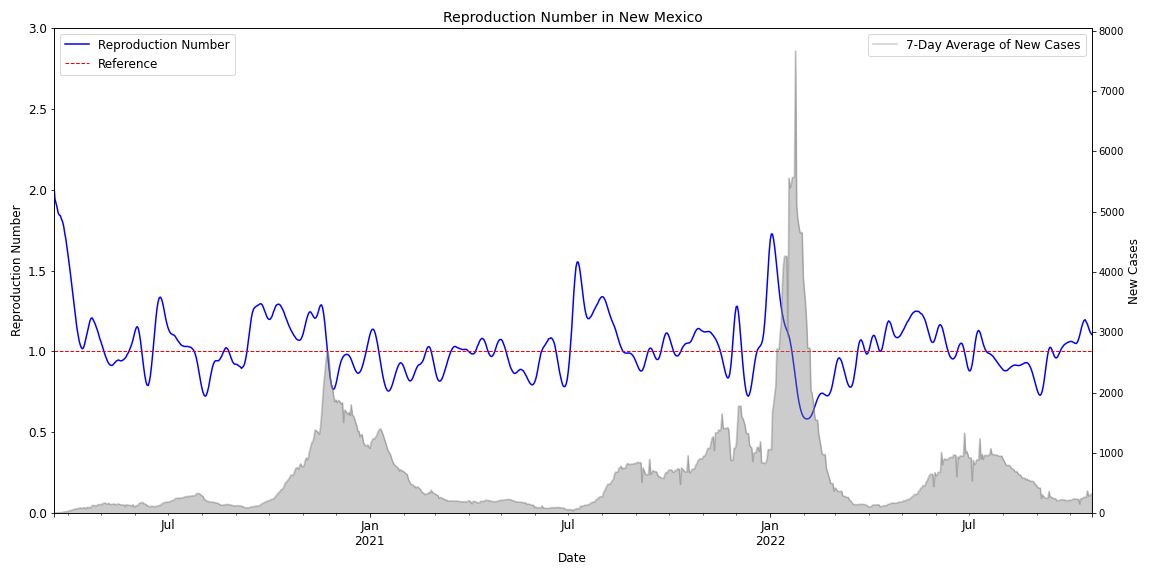 Reproduction Number in New Mexico
Reproduction Number
Reference
7-Day Average of New Cases
3.0
2.5
2.0
1.5
1.0
0.5
0.0
Reproduction Number
8000
7000
6000
5000
4000
3000
2000
1000
0
New Cases
Jul
Jan
2021
Jul
Jan
2022
Jul
Date